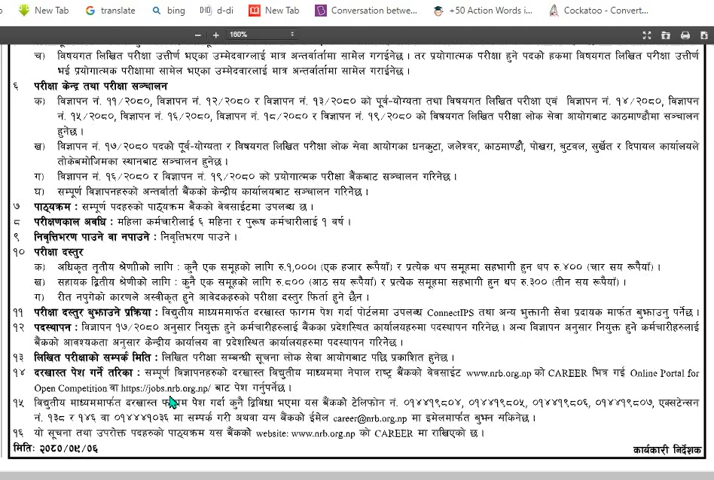 New Tab
translate
bing
d-di
New Tab
Conversation betwe...
+50 Action Words i...
Cockatoo - Convert...
160%
च) विषयगत लिखित परीक्षा उत्तीर्ण भएका उम्मेदवारलाई मात्र अन्तर्वार्तामा सामेल गराईनेछ । तर प्रयोगात्मक परीक्षा हुने पदको हकमा विषयगत लिखित परीक्षा उत्तीर्ण
भई प्रयोगात्मक परीक्षामा सामेल भएका उम्मेदवारलाई मात्र अन्तर्वार्तामा सामेल गराईनेछ ।
६ परीक्षा केन्द्र तथा परीक्षा सञ्चालन
क) विज्ञापन नं. ११/२०८०, विज्ञापन नं. १२/२०८० र विज्ञापन नं. १३/२०८० को पूर्व-योग्यता तथा विषयगत लिखित परीक्षा एवं विज्ञापन नं. १४/२०८०, विज्ञापन
नं. १५/२०८०, विज्ञापन नं. १६/२०८०, विज्ञापन नं. १८/२०८० र विज्ञापन नं. १९/२०८० को विषयगत लिखित परीक्षा लोक सेवा आयोगबाट काठमाण्डौमा सञ्चालन
हुनेछ ।
ख) विज्ञापन नं. १७/२०८० पदको पूर्व-योग्यता र विषयगत लिखित परीक्षा लोक सेवा आयोगका धनकुटा, जलेश्वर, काठमाण्डौ, पोखरा, बुटवल, सुर्खेत र दिपायल कार्यालयले
तोकेबमोजिमका स्थानबाट सञ्चालन हुनेछ ।
ग) विज्ञापन नं. १६/२०८० र विज्ञापन नं. १९/२०८० को प्रयोगात्मक परीक्षा बैंकबाट सञ्चालन गरिनेछ ।
घ) सम्पूर्ण विज्ञापनहरुको अन्तर्वार्ता बैंकको केन्द्रीय कार्यालयबाट सञ्चालन गरिनेछ ।
७ पाठ्यक्रम : सम्पूर्ण पदहरुको पाठ्यक्रम बैंकको वेवसाईटमा उपलब्ध छ ।
८ परीक्षणकाल अवधि : महिला कर्मचारीलाई ६ महिना र पुरूष कर्मचारीलाई १ वर्ष ।
९ निवृत्तिभरण पाउने वा नपाउने : निवृत्तिभरण पाउने ।
१० परीक्षा दस्तुर
क) अधिकृत तृतीय श्रेणीको लागि : कुनै एक समूहको लागि रु.१,०००। (एक हजार रूपैयाँ) र प्रत्येक थप समूहमा सहभागी हुन थप रु.४०० (चार सय रूपैयाँ) ।
ख) सहायक द्वितीय श्रेणीको लागि : कुनै एक समूहको लागि रु.८०० (आठ सय रूपैयाँ) र प्रत्येक समूहमा सहभागी हुन थप रु.३०० (तीन सय रूपैयाँ) ।
ग) रीत नपुगेको कारणले अस्वीकृत हुने आवेदकहरुको परीक्षा दस्तुर फिर्ता हुने छैन ।
११ परीक्षा दस्तुर बुझाउने प्रक्रिया : विद्युतीय माध्यममार्फत दरखास्त फाराम पेश गर्दा पोर्टलमा उपलब्ध ConnectIPS तथा अन्य भुक्तानी सेवा प्रदायक मार्फत बुझाउनु पर्नेछ ।
१२ पदस्थापन : विज्ञापन १७/२०८० अनुसार नियुक्त हुने कर्मचारीहरुलाई बैंकका प्रदेशस्थित कार्यालयहरुमा पदस्थापन गरिनेछ । अन्य विज्ञापन अनुसार नियुक्त हुने कर्मचारीहरुलाई
बैंकको आवश्यकता अनुसार केन्द्रीय कार्यालय वा प्रदेशस्थित कार्यालयहरुमा पदस्थापन गरिनेछ ।
१३ लिखित परीक्षाको सम्पर्क मिति : लिखित परीक्षा सम्बन्धी सूचना लोक सेवा आयोगबाट पछि प्रकाशित हुनेछ ।
१४ दरखास्त पेश गर्ने तरिका : सम्पूर्ण विज्ञापनहरुको दरखास्त विद्युतीय माध्यममा नेपाल राष्ट्र बैंकको वेवसाईट www.nrb.org.np को CAREER भित्र गई Online Portal for
Open Competition वा https://jobs.nrb.org.np/ बाट पेश गर्नुपर्नेछ ।
१५ विद्युतीय माध्यममार्फत दरखास्त फाराम पेश गर्दा कुनै द्विविधा भएमा यस बैंकको टेलिफोन नं. ०१४४१९८०४, ०१४४१९८०५, ०१४४१९८०६, ०१४४१९८०७, एक्सटेन्सन
नं. १३८ र १४६ वा ०१४४४१०३६ मा सम्पर्क गरी अथवा यस बैंकको ईमेल career@nrb.org.np मा इमेलमार्फत बुझ्न सकिनेछ ।
१६ यो सूचना तथा उपरोक्त पदहरुको पाठ्यक्रम यस बैंकको website: www.nrb.org.np को CAREER मा राखिएको छ ।
मितिः २०८०/०९/०६ कार्यकारी निर्देशक